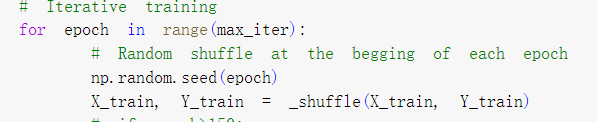 # Iterative training
for epoch in range(max_iter):
# Random shuffle at the begging of each epoch
np.random.seed(epoch)
X_train, Y_train = _shuffle(X_train, Y_train)